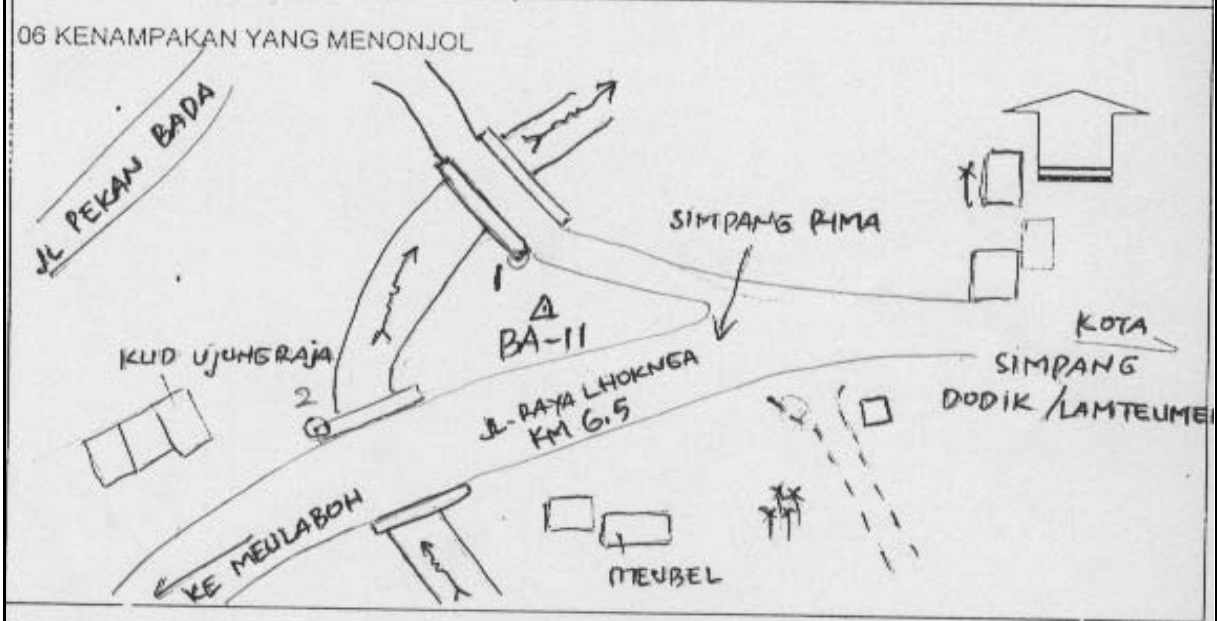 06 KENAMPAKAN YANG MENONJOL
JL PEKAN BADA
SIMPANG RIMA
1
BA-11
KOTA
KUD UJUNGRAJA
SIMPANG
DODIK /LAMTEUMEN
2
JL. RAYA LHOKNGA
KM 6.5
KE MEULABOH
MEUBEL